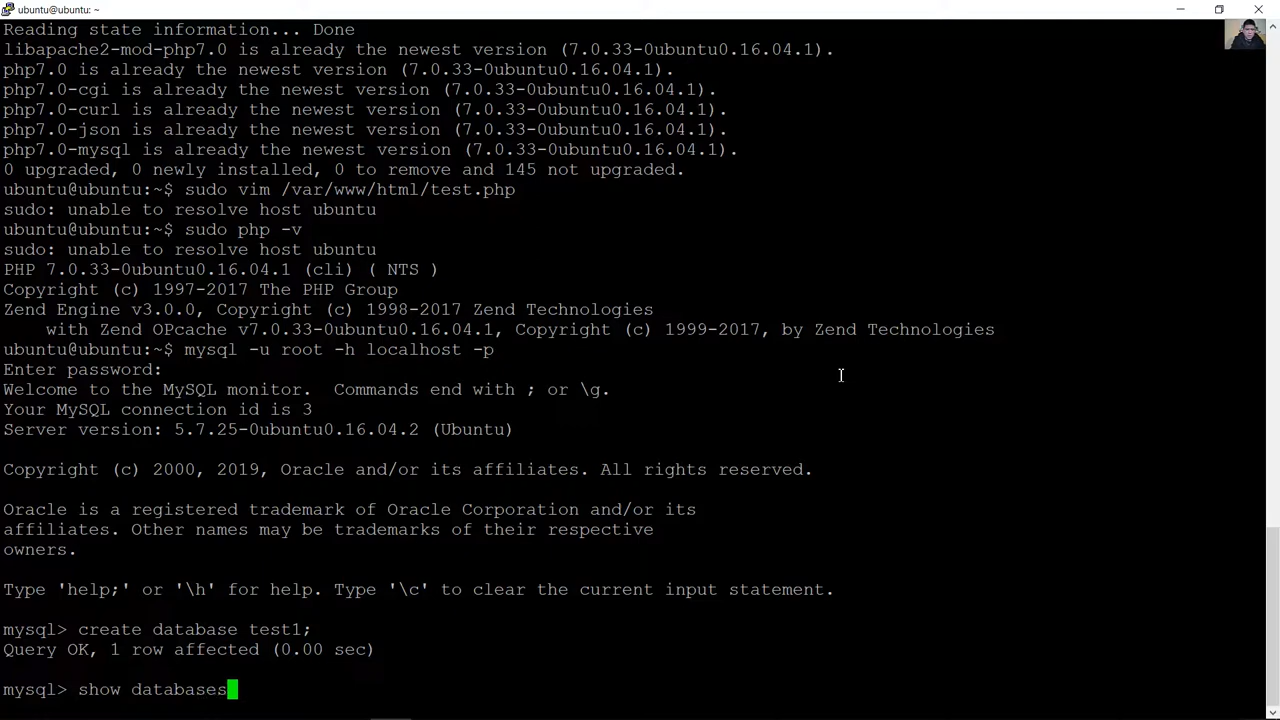 ubuntu@ubuntu: ~
Reading state information... Done
libapache2-mod-php7.0 is already the newest version (7.0.33-0ubuntu0.16.04.1).
php7.0 is already the newest version (7.0.33-0ubuntu0.16.04.1).
php7.0-cgi is already the newest version (7.0.33-0ubuntu0.16.04.1).
php7.0-curl is already the newest version (7.0.33-0ubuntu0.16.04.1).
php7.0-json is already the newest version (7.0.33-0ubuntu0.16.04.1).
php7.0-mysql is already the newest version (7.0.33-0ubuntu0.16.04.1).
0 upgraded, 0 newly installed, 0 to remove and 145 not upgraded.
ubuntu@ubuntu:~$ sudo vim /var/www/html/test.php
sudo: unable to resolve host ubuntu
ubuntu@ubuntu:~$ sudo php -v
sudo: unable to resolve host ubuntu
PHP 7.0.33-0ubuntu0.16.04.1 (cli) ( NTS )
Copyright (c) 1997-2017 The PHP Group
Zend Engine v3.0.0, Copyright (c) 1998-2017 Zend Technologies
    with Zend OPcache v7.0.33-0ubuntu0.16.04.1, Copyright (c) 1999-2017, by Zend Technologies
ubuntu@ubuntu:~$ mysql -u root -h localhost -p
Enter password:
Welcome to the MySQL monitor.  Commands end with ; or \g.
Your MySQL connection id is 3
Server version: 5.7.25-0ubuntu0.16.04.2 (Ubuntu)
Copyright (c) 2000, 2019, Oracle and/or its affiliates. All rights reserved.
Oracle is a registered trademark of Oracle Corporation and/or its
affiliates. Other names may be trademarks of their respective
owners.
Type 'help;' or '\h' for help. Type '\c' to clear the current input statement.
mysql> create database test1;
Query OK, 1 row affected (0.00 sec)
mysql> show databases